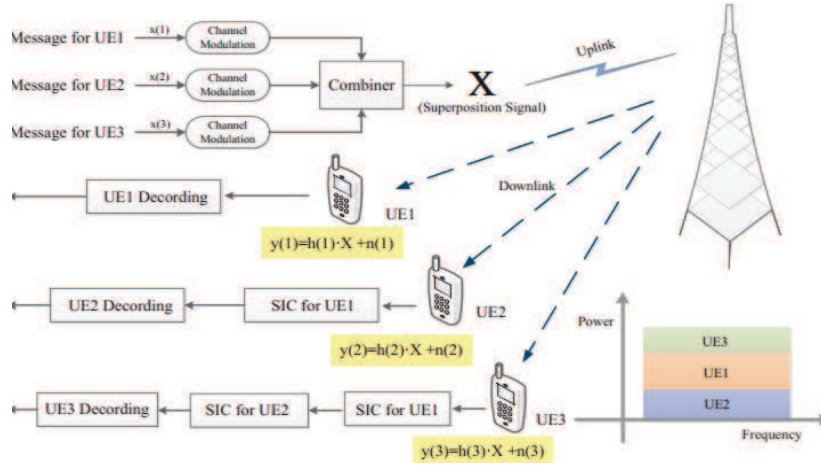 Message for UE1
x(1)
Channel
Modulation
Message for UE2
x(2)
Channel
Modulation
Message for UE3
x(3)
Channel
Modulation
Combiner
X
(Superposition Signal)
Uplink
Downlink
UE1 Decording
UE1
y(1)=h(1)·X +n(1)
UE2 Decording
SIC for UE1
UE2
y(2)=h(2)·X +n(2)
UE3 Decording
SIC for UE2
SIC for UE1
UE3
y(3)=h(3)·X +n(3)
Power
UE3
UE1
UE2
Frequency